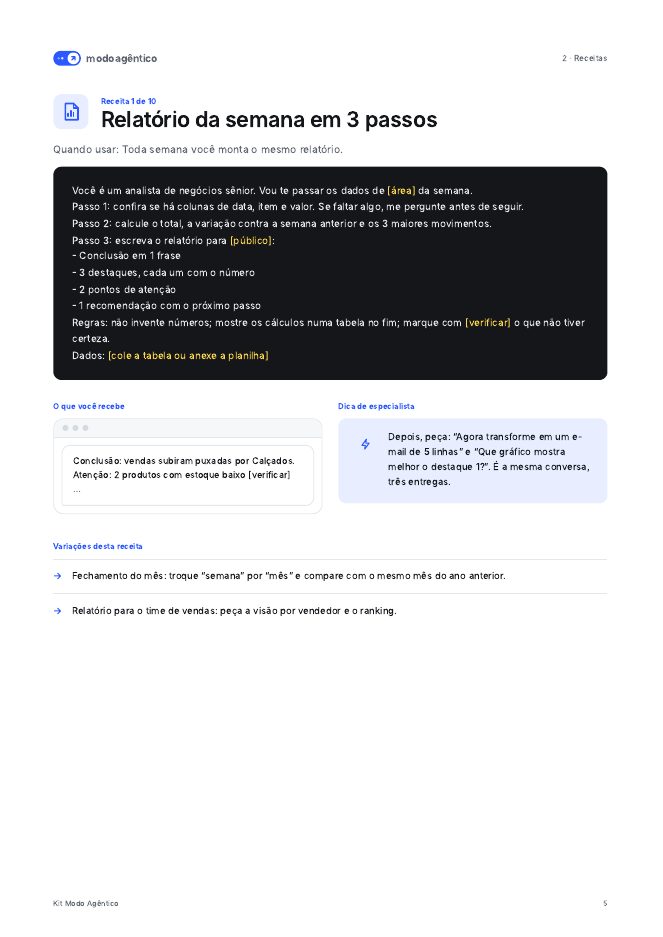 modoagêntico
2 · Receitas
Receita 1 de 10
Relatório da semana em 3 passos
Quando usar: Toda semana você monta o mesmo relatório.
Você é um analista de negócios sênior. Vou te passar os dados de [área] da semana.
Passo 1: confira se há colunas de data, item e valor. Se faltar algo, me pergunte antes de seguir.
Passo 2: calcule o total, a variação contra a semana anterior e os 3 maiores movimentos.
Passo 3: escreva o relatório para [público]:
- Conclusão em 1 frase
- 3 destaques, cada um com o número
- 2 pontos de atenção
- 1 recomendação com o próximo passo
Regras: não invente números; mostre os cálculos numa tabela no fim; marque com [verificar] o que não tiver
certeza.
Dados: [cole a tabela ou anexe a planilha]
O que você recebe
Conclusão: vendas subiram puxadas por Calçados.
Atenção: 2 produtos com estoque baixo [verificar]
...
Dica de especialista
Depois, peça: “Agora transforme em um e-
mail de 5 linhas” e “Que gráfico mostra
melhor o destaque 1?”. É a mesma conversa,
três entregas.
Variações desta receita
→ Fechamento do mês: troque “semana” por “mês” e compare com o mesmo mês do ano anterior.
→ Relatório para o time de vendas: peça a visão por vendedor e o ranking.
Kit Modo Agêntico
5